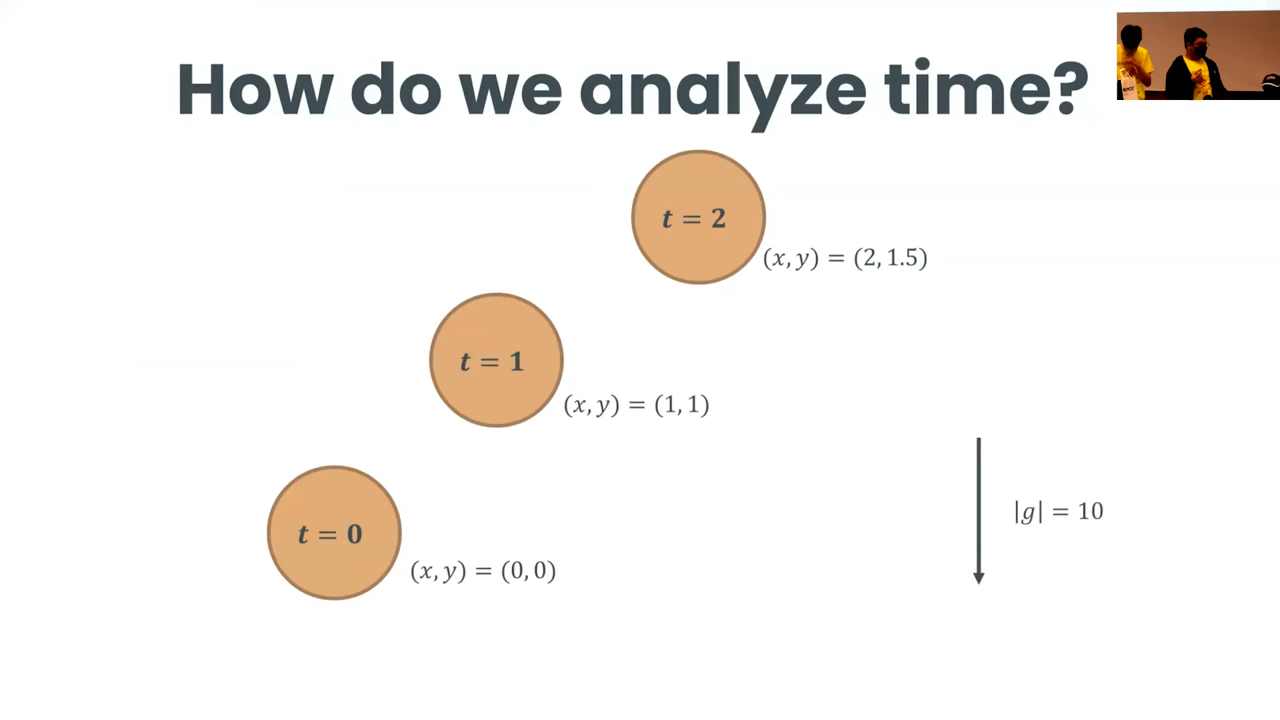 How do we analyze time?
t = 2
(x, y) = (2, 1.5)
t = 1
(x, y) = (1, 1)
|g| = 10
t = 0
(x, y) = (0, 0)